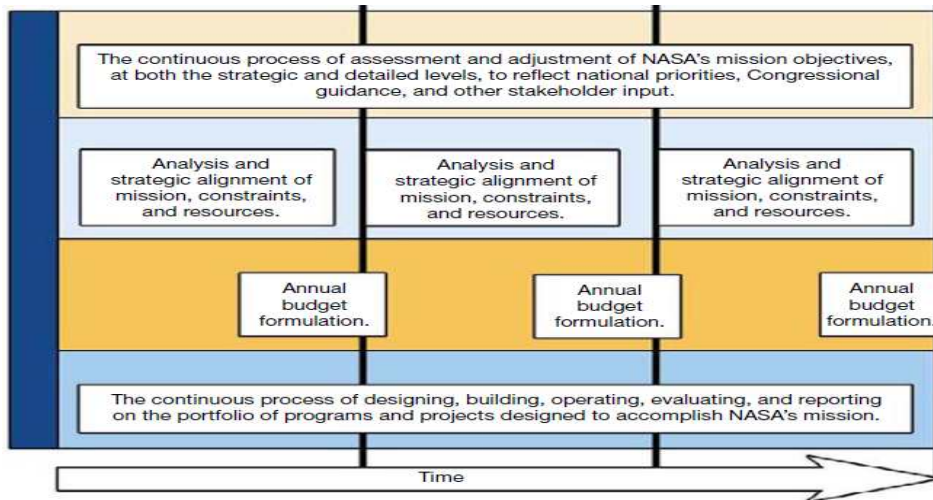 The continuous process of assessment and adjustment of NASA's mission objectives,
at both the strategic and detailed levels, to reflect national priorities, Congressional
guidance, and other stakeholder input.
Analysis and
strategic alignment of
mission, constraints,
and resources.
Analysis and
strategic alignment of
mission, constraints,
and resources.
Analysis and
strategic alignment of
mission, constraints,
and resources.
Annual
budget
formulation.
Annual
budget
formulation.
Annual
budget
formulation.
The continuous process of designing, building, operating, evaluating, and reporting
on the portfolio of programs and projects designed to accomplish NASA's mission.
Time